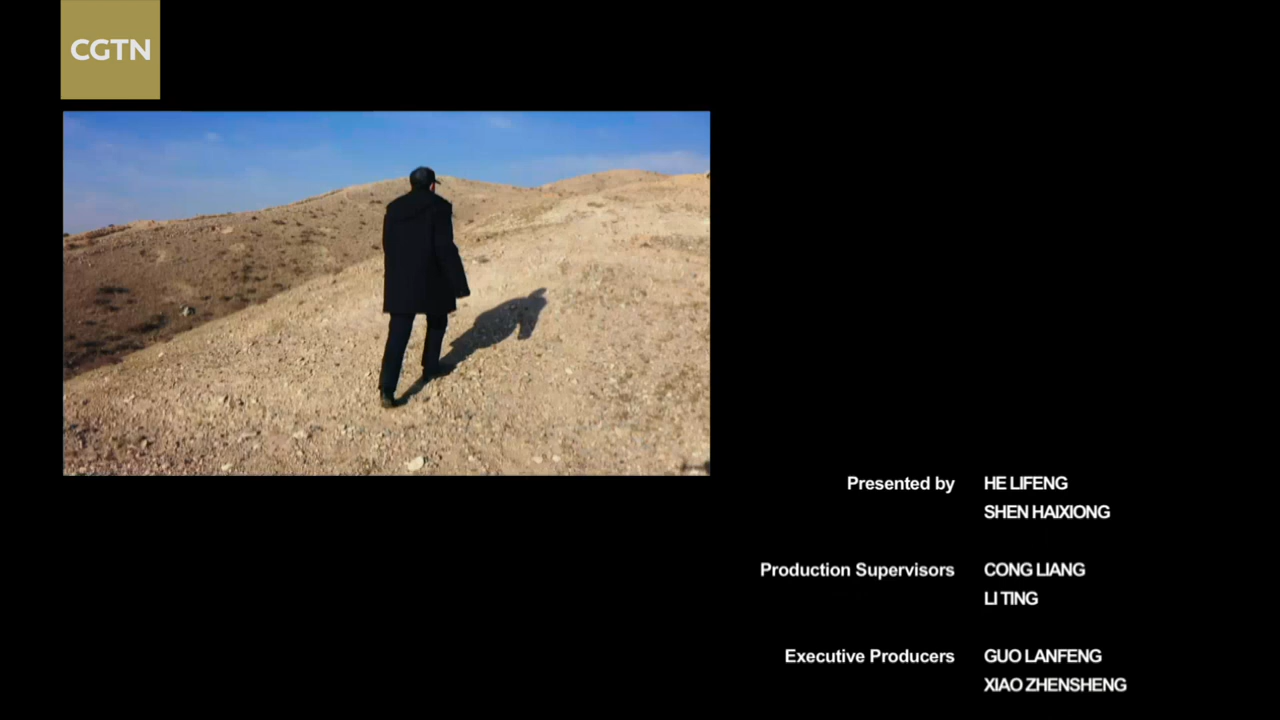 CGTN
Presented by HE LIFENG
SHEN HAIXIONG
Production Supervisors CONG LIANG
LI TING
Executive Producers GUO LANFENG
XIAO ZHENSHENG